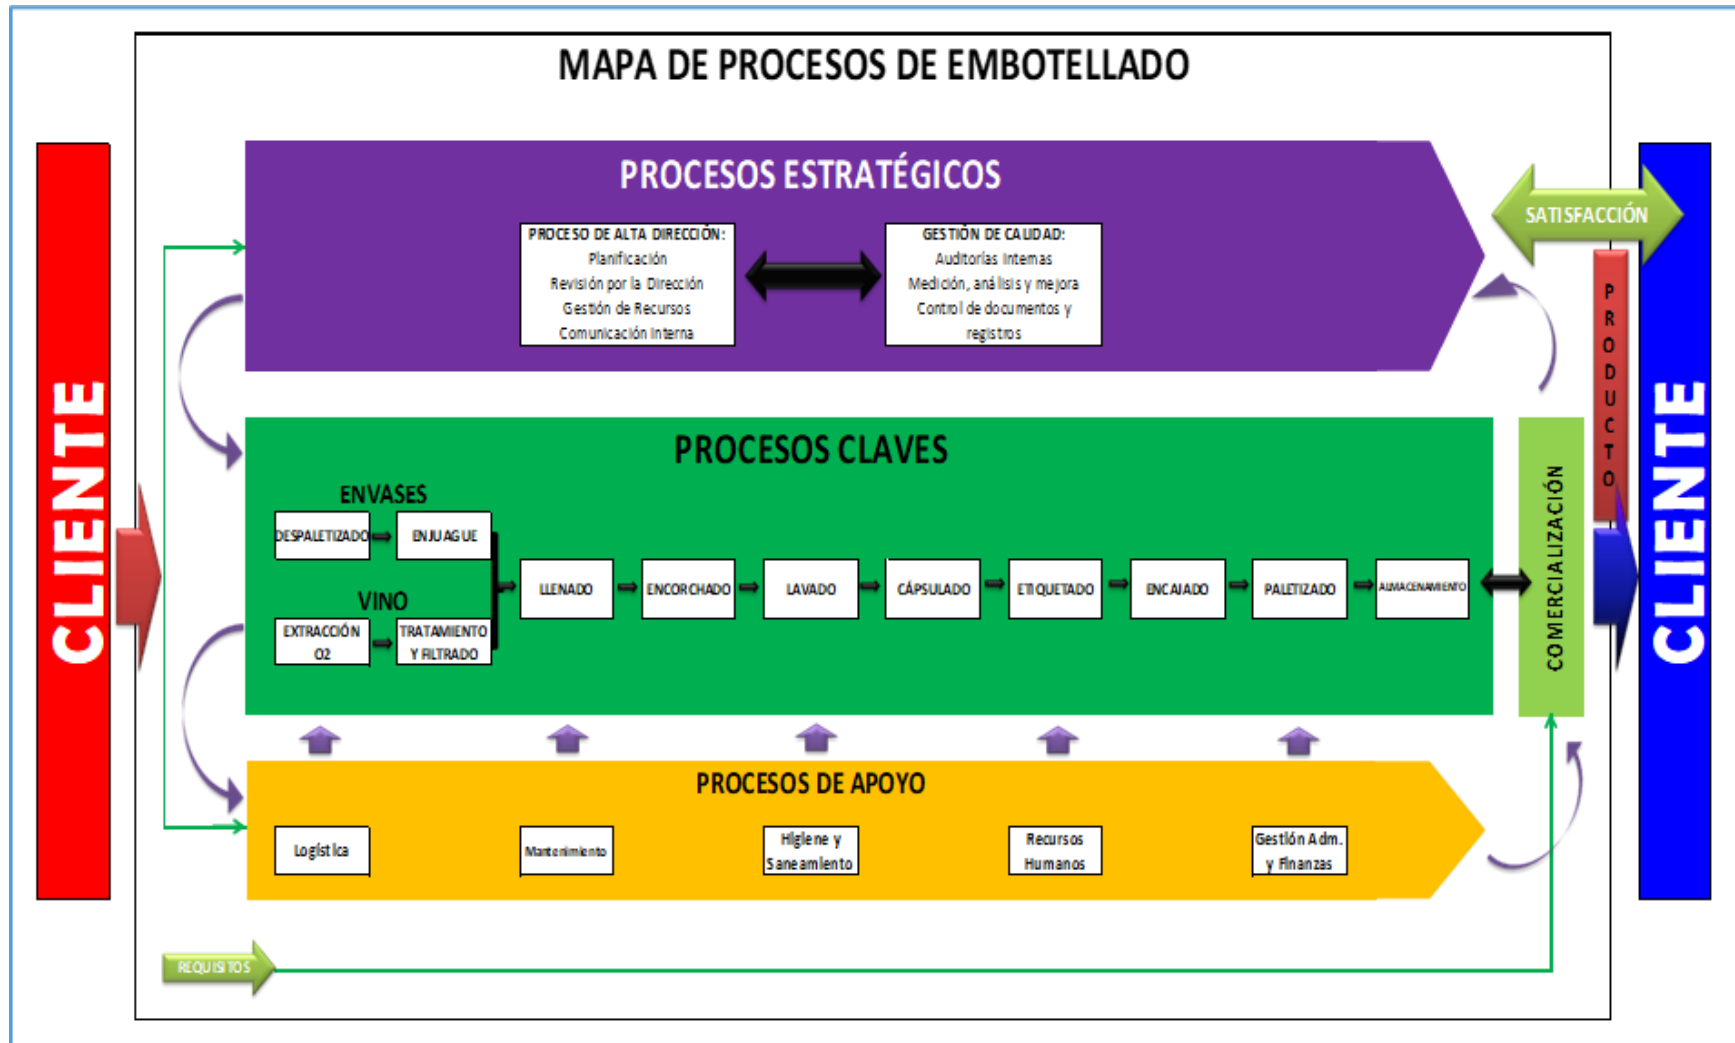 MAPA DE PROCESOS DE EMBOTELLADO
CLIENTE
PROCESOS ESTRATÉGICOS
PROCESO DE ALTA DIRECCIÓN:
Planificación
Revisión por la Dirección
Gestión de Recursos
Comunicación Interna
GESTIÓN DE CALIDAD:
Auditorías Internas
Medición, análisis y mejora
Control de documentos y
registros
SATISFACCIÓN
PRODUCTO
CLIENTE
PROCESOS CLAVES
ENVASES
DESPALETIZADO
ENJUAGUE
VINO
EXTRACCIÓN
O2
TRATAMIENTO
Y FILTRADO
LLENADO
ENCORCHADO
LAVADO
CÁPSULADO
ETIQUETADO
ENCAJADO
PALETIZADO
ALMACENAMIENTO
COMERCIALIZACIÓN
PROCESOS DE APOYO
Logística
Mantenimiento
Higiene y
Saneamiento
Recursos
Humanos
Gestión Adm.
y Finanzas
REQUISITOS